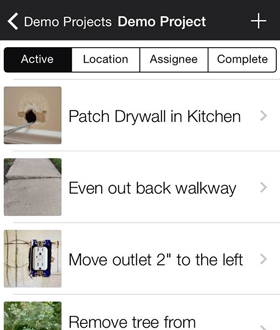 Demo Projects Demo Project
Active Location Assignee Complete
Patch Drywall in Kitchen
Even out back walkway
Move outlet 2" to the left
Remove tree from